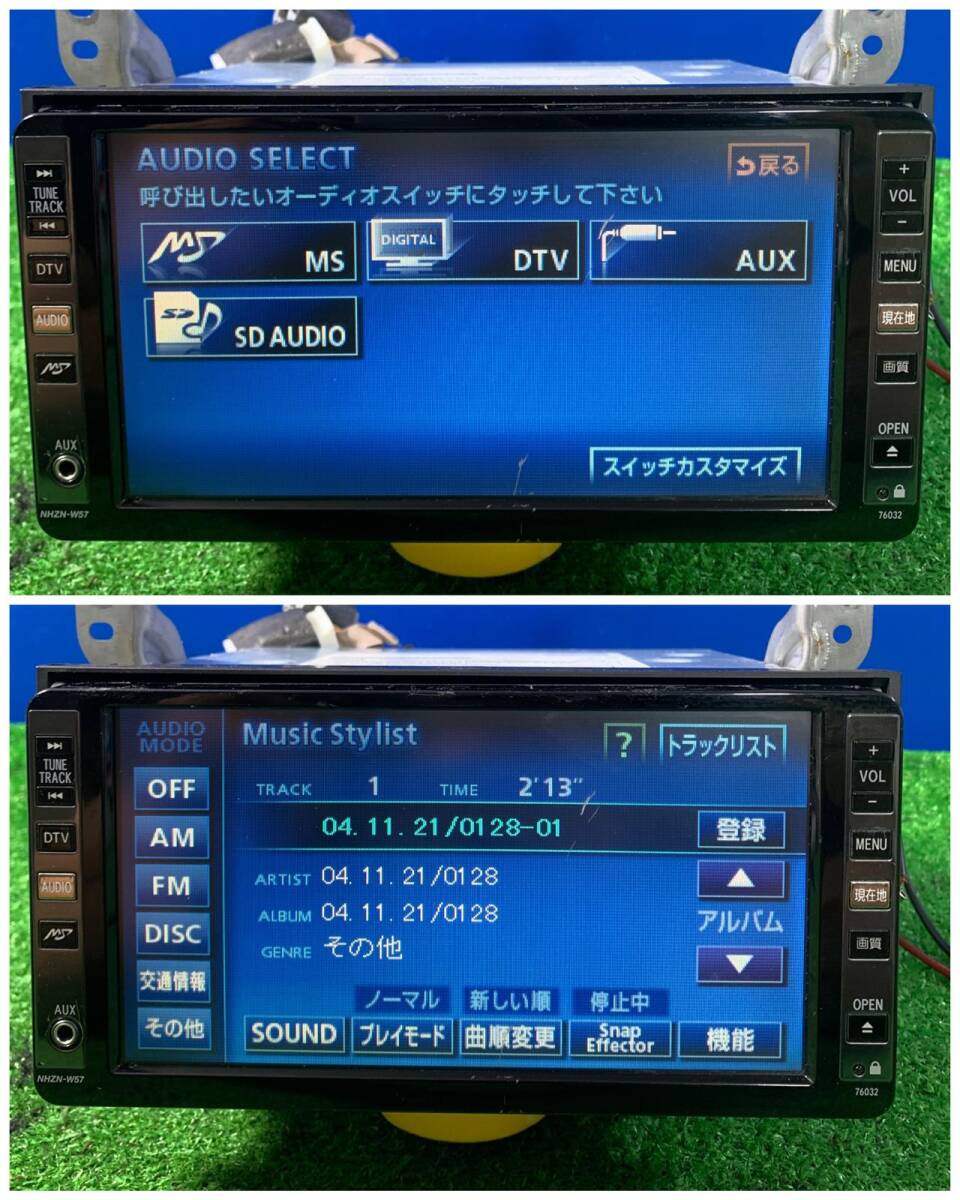 AUDIO SELECT
戻る
呼び出したいオーディオスイッチにタッチして下さい
MS
DIGITAL
DTV
AUX
SD
SD AUDIO
スイッチカスタマイズ
TUNE
TRACK
DTV
AUDIO
AUX
NHZN-W57
+
VOL
−
MENU
現在地
画質
OPEN
76032
AUDIO
MODE
OFF
AM
FM
DISC
交通情報
その他
Music Stylist
?
トラックリスト
TRACK 1 TIME 2'13"
04. 11. 21/0128-01
登録
ARTIST 04. 11. 21/0128
ALBUM 04. 11. 21/0128
アルバム
GENRE その他
ノーマル 新しい順 停止中
SOUND プレイモード 曲順変更 Snap Effector 機能
TUNE
TRACK
DTV
AUDIO
AUX
NHZN-W57
+
VOL
−
MENU
現在地
画質
OPEN
76032